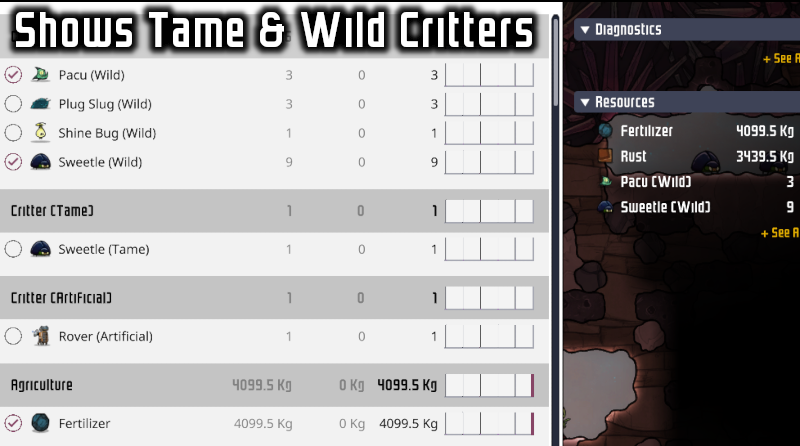 Shows Tame & Wild Critters
Pacu (Wild) 3 0 3
Plug Slug (Wild) 3 0 3
Shine Bug (Wild) 1 0 1
Sweetle (Wild) 9 0 9
Critter (Tame) 1 0 1
Sweetle (Tame) 1 0 1
Critter (Artificial) 1 0 1
Rover (Artificial) 1 0 1
Agriculture 4099.5 Kg 0 Kg 4099.5 Kg
Fertilizer 4099.5 Kg 0 Kg 4099.5 Kg
Diagnostics
+ See A
Resources
Fertilizer 4099.5 Kg
Rust 3439.5 Kg
Pacu (Wild) 3
Sweetle (Wild) 9
+ See A